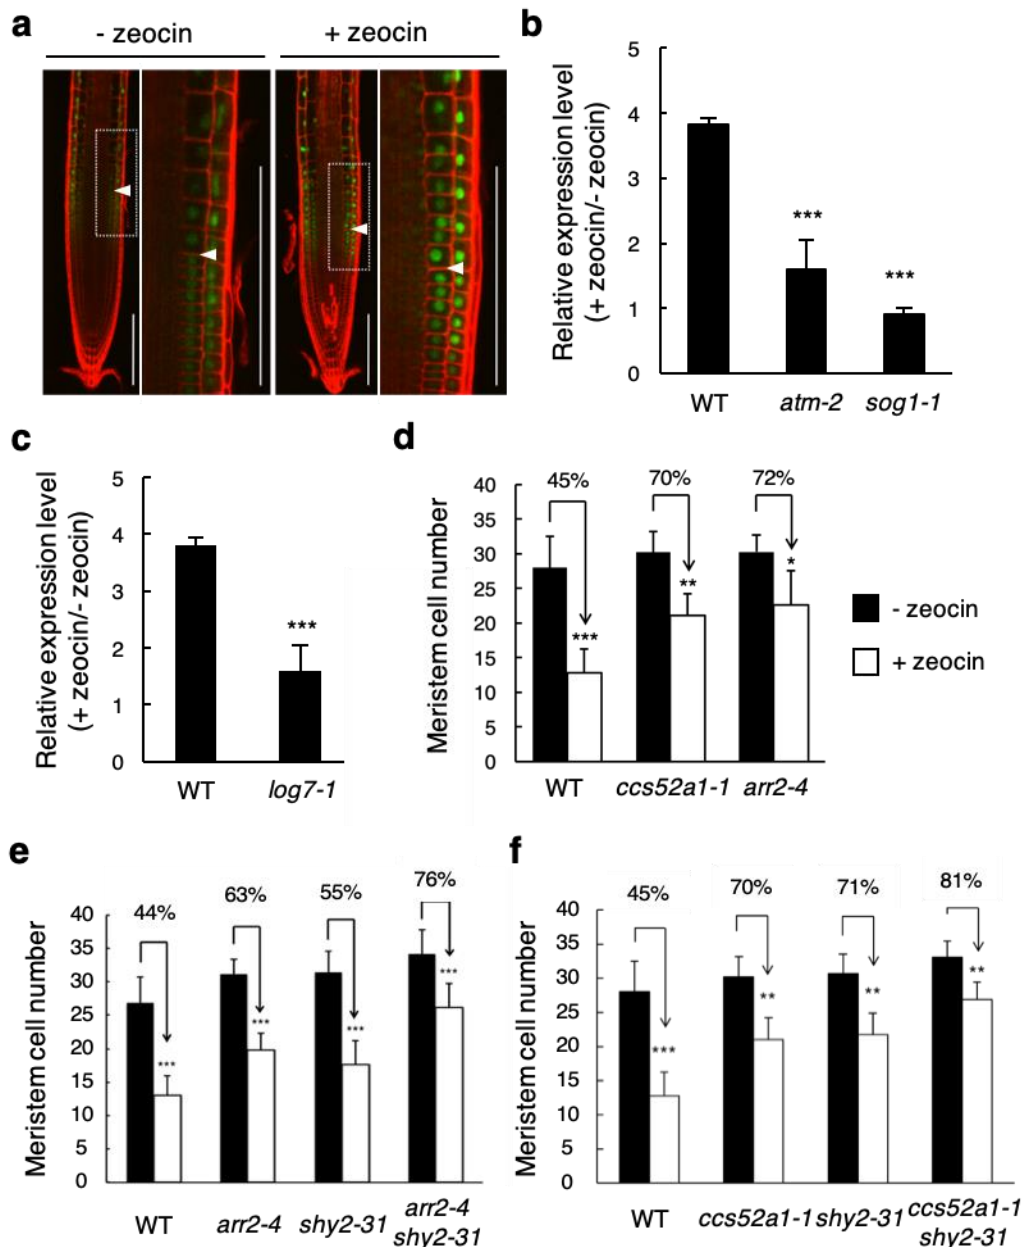 a
- zeocin
+ zeocin
b
Relative expression level
(+ zeocin/- zeocin)
5
4
3
2
1
0
***
***
WT
atm-2
sog1-1
c
Relative expression level
(+ zeocin/- zeocin)
5
4
3
2
1
0
***
WT
log7-1
d
Meristem cell number
40
35
30
25
20
15
10
5
0
45%
70%
72%
***
**
*
WT
ccs52a1-1
arr2-4
- zeocin
+ zeocin
e
Meristem cell number
40
35
30
25
20
15
10
5
0
44%
63%
55%
76%
***
***
***
***
WT
arr2-4
shy2-31
arr2-4
shy2-31
f
Meristem cell number
40
35
30
25
20
15
10
5
0
45%
70%
71%
81%
***
**
**
**
WT
ccs52a1-1
shy2-31
ccs52a1-1
shy2-31